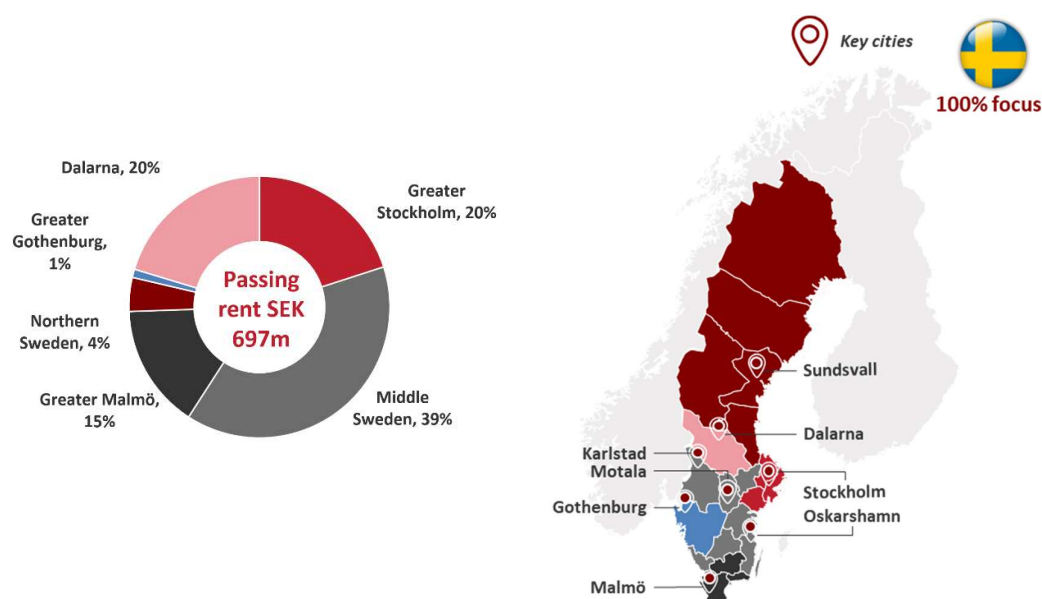 Key cities
100% focus
Dalarna, 20%
Greater
Stockholm, 20%
Greater
Gothenburg,
1%
Passing
rent SEK
697m
Northern
Sweden, 4%
Greater Malmö,
15%
Middle
Sweden, 39%
Sundsvall
Dalarna
Karlstad
Motala
Stockholm
Gothenburg
Oskarshamn
Malmö